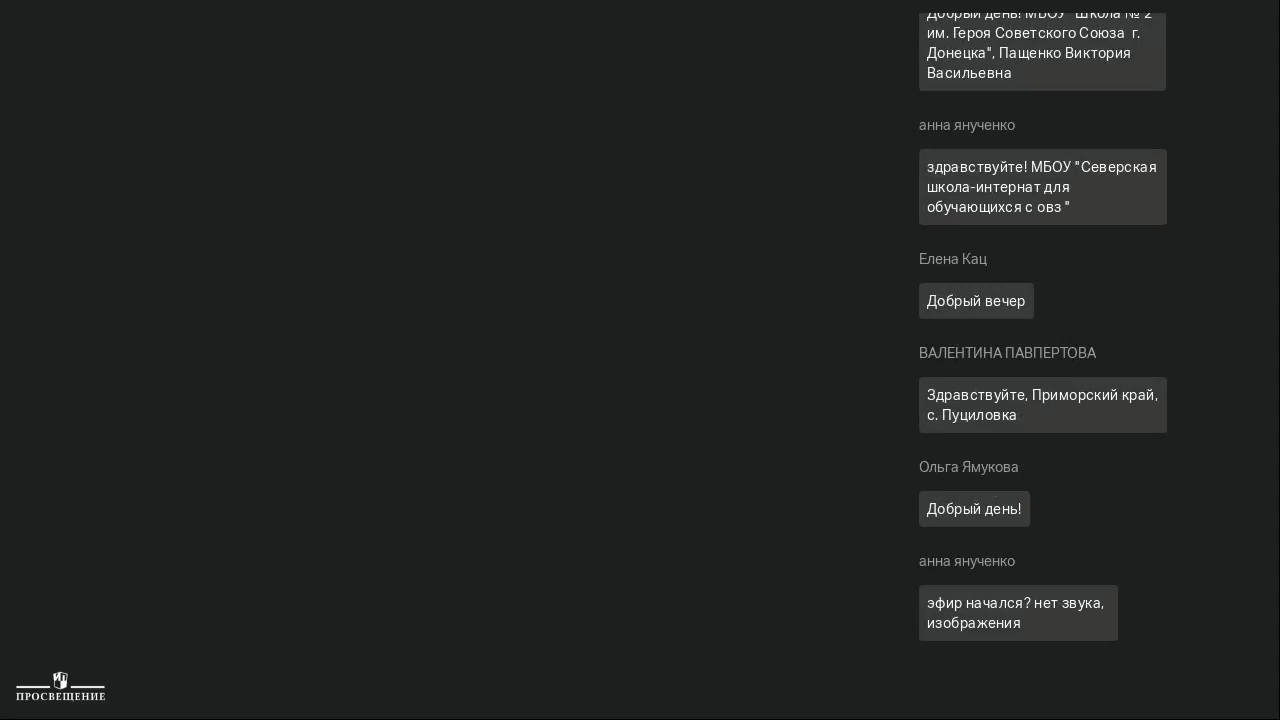 Добрый день! МБОУ "Школа № 2
им. Героя Советского Союза г.
Донецка", Пащенко Виктория
Васильевна
анна янученко
здравствуйте! МБОУ "Северская
школа-интернат для
обучающихся с овз "
Елена Кац
Добрый вечер
ВАЛЕНТИНА ПАВПЕРТОВА
Здравствуйте, Приморский край,
с. Пуциловка
Ольга Ямукова
Добрый день!
анна янученко
эфир начался? нет звука,
изображения
ПРОСВЕЩЕНИЕ